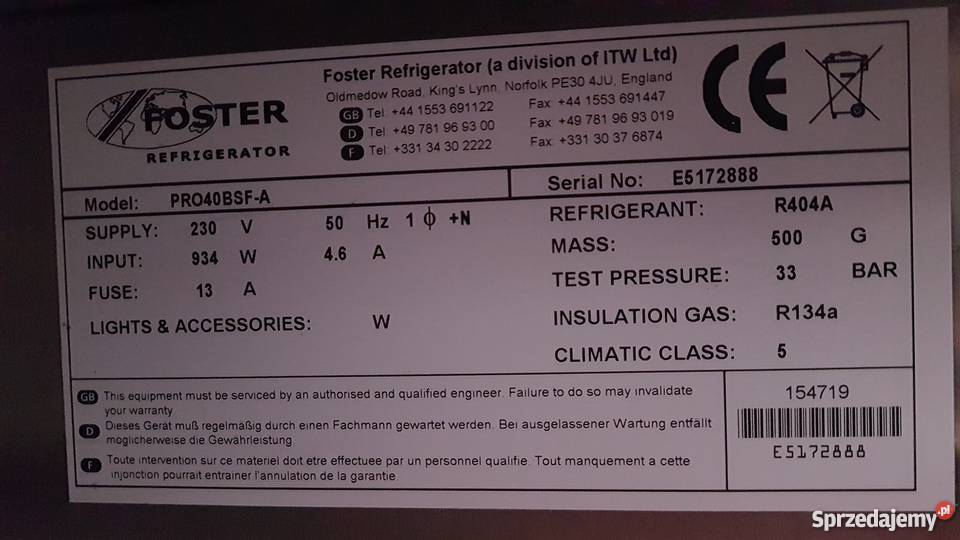 FOSTER
REFRIGERATOR
Foster Refrigerator (a division of ITW Ltd)
Oldmedow Road, King's Lynn, Norfolk PE30 4JU, England
GB Tel: +44 1553 691122 Fax: +44 1553 691447
D Tel: +49 781 96 93 00 Fax: +49 781 96 93 019
F Tel: +331 34 30 2222 Fax: +331 30 37 6874
CE
Model: PRO40BSF-A
Serial No: E5172888
SUPPLY: 230 V 50 Hz 1 ϕ +N
INPUT: 934 W 4.6 A
FUSE: 13 A
LIGHTS & ACCESSORIES: W
REFRIGERANT: R404A
MASS: 500 G
TEST PRESSURE: 33 BAR
INSULATION GAS: R134a
CLIMATIC CLASS: 5
GB This equipment must be serviced by an authorised and qualified engineer. Failure to do so may invalidate
your warranty
D Dieses Gerät muß regelmäßig durch einen Fachmann gewartet werden. Bei ausgelassener Wartung entfällt
moglicherweise die Gewährleistung
F Toute intervention sur ce materiel doit etre effectuee par un personnel qualifie. Tout manquement a cette
injonction pourrait entrainer l'annulation de la garantie
154719
E5172888
Sprzedajemy.pl